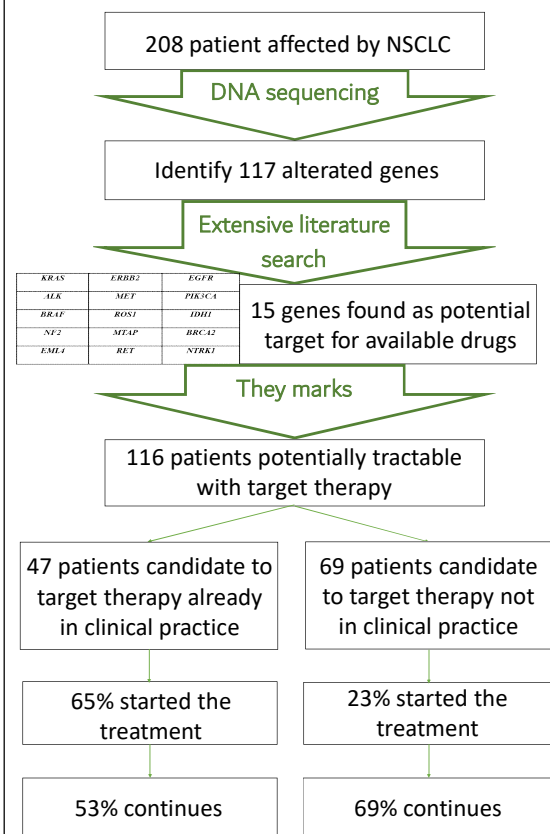 208 patient affected by NSCLC
DNA sequencing
Identify 117 alterated genes
Extensive literature
search
KRAS ERBB2 EGFR
ALK MET PIK3CA
BRAF ROS1 IDH1
NF2 MTAP BRCA2
EML4 RET NTRK1
15 genes found as potential
target for available drugs
They marks
116 patients potentially tractable
with target therapy
47 patients candidate to
target therapy already
in clinical practice
69 patients candidate
to target therapy not
in clinical practice
65% started the
treatment
23% started the
treatment
53% continues
69% continues